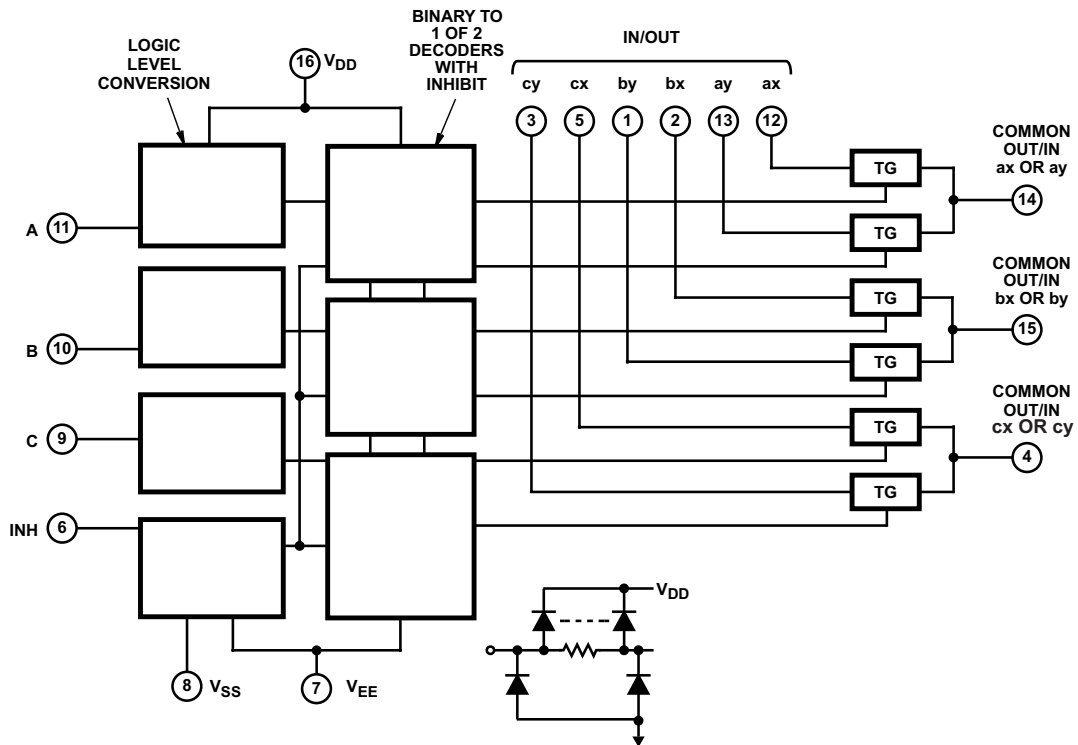 LOGIC
LEVEL
CONVERSION
16 VDD
BINARY TO
1 OF 2
DECODERS
WITH
INHIBIT
IN/OUT
cy cx by bx ay ax
3 5 1 2 13 12
COMMON
OUT/IN
ax OR ay
14
TG
TG
A 11
COMMON
OUT/IN
bx OR by
15
TG
TG
B 10
COMMON
OUT/IN
cx OR cy
4
TG
TG
C 9
INH 6
8 VSS
7 VEE
VDD